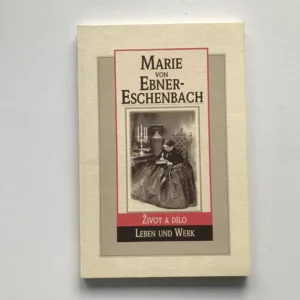 MARIE
VON
EBNER-
ESCHENBACH
ŽIVOT A DÍLO
LEBEN UND WERK